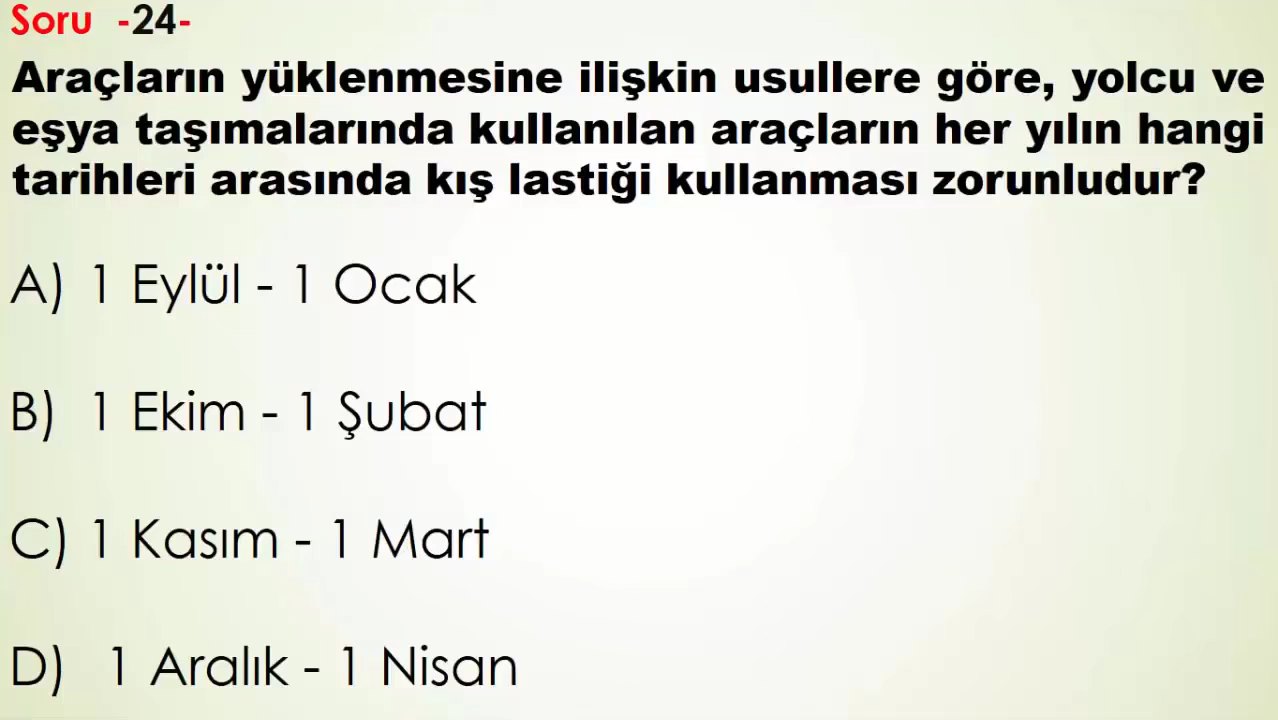 Soru -24-
Araçların yüklenmesine ilişkin usullere göre, yolcu ve
eşya taşımalarında kullanılan araçların her yılın hangi
tarihleri arasında kış lastiği kullanması zorunludur?
A) 1 Eylül - 1 Ocak
B) 1 Ekim - 1 Şubat
C) 1 Kasım - 1 Mart
D) 1 Aralık - 1 Nisan